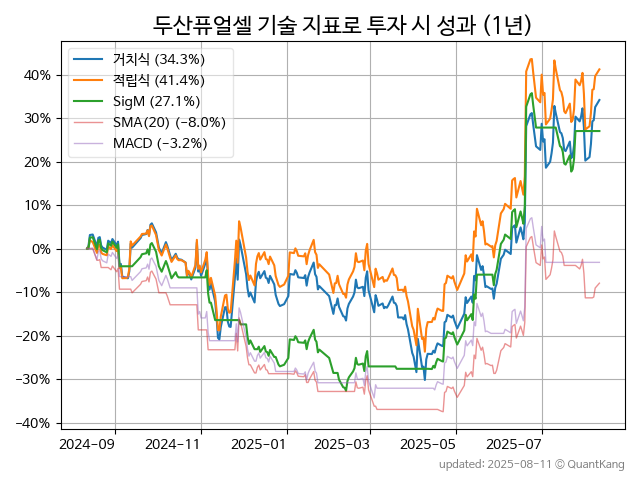 두산퓨얼셀 기술 지표로 투자 시 성과 (1년)
거치식 (34.3%)
적립식 (41.4%)
SigM (27.1%)
SMA(20) (−8.0%)
MACD (−3.2%)
40%
30%
20%
10%
0%
−10%
−20%
−30%
−40%
2024−09
2024−11
2025−01
2025−03
2025−05
2025−07
updated: 2025-08-11 © QuantKang